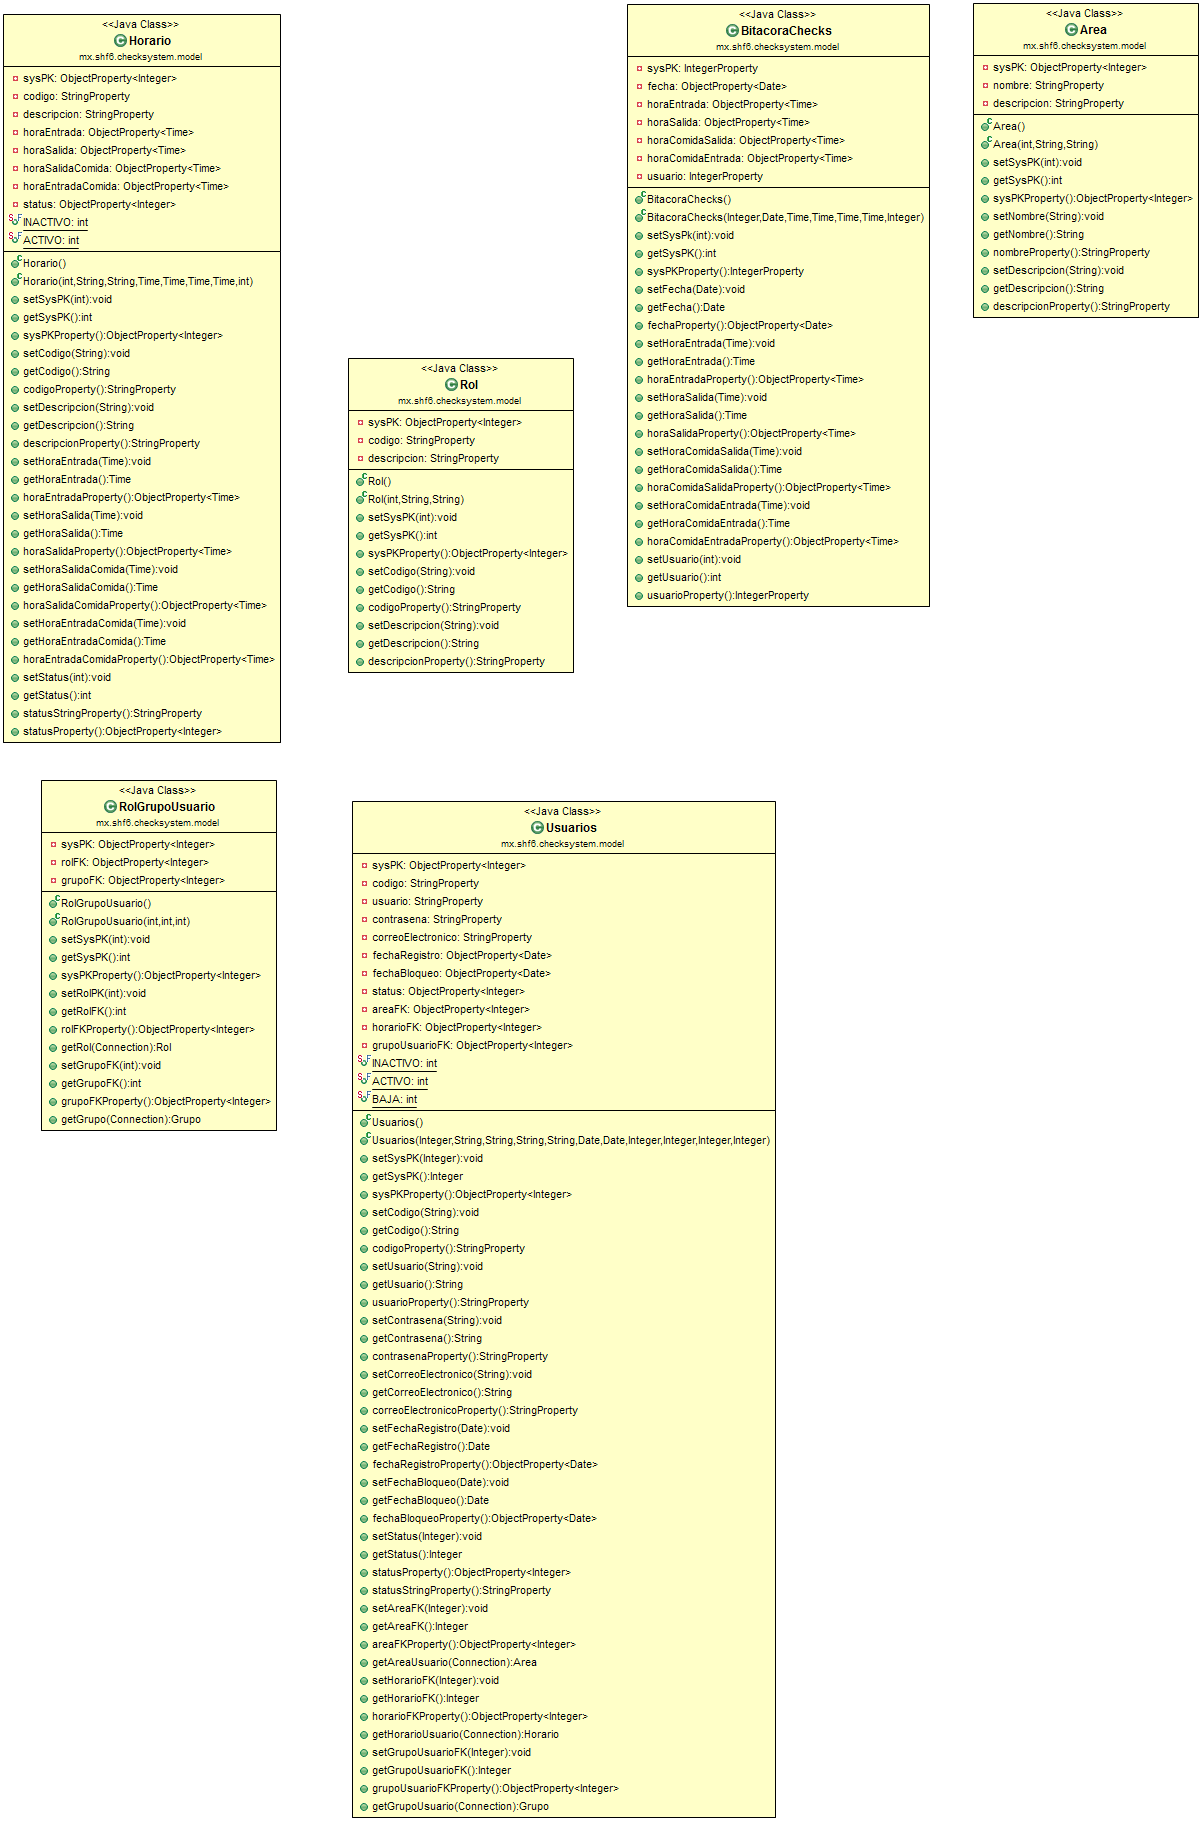 <<Java Class>>
Horario
mx.shf6.checksystem.model
sysPK: ObjectProperty<Integer>
codigo: StringProperty
descripcion: StringProperty
horaEntrada: ObjectProperty<Time>
horaSalida: ObjectProperty<Time>
horaSalidaComida: ObjectProperty<Time>
horaEntradaComida: ObjectProperty<Time>
status: ObjectProperty<Integer>
INACTIVO: int
ACTIVO: int
Horario()
Horario(int,String,String,Time,Time,Time,Time,int)
setSysPK(int):void
getSysPK():int
sysPKProperty():ObjectProperty<Integer>
setCodigo(String):void
getCodigo():String
codigoProperty():StringProperty
setDescripcion(String):void
getDescripcion():String
descripcionProperty():StringProperty
setHoraEntrada(Time):void
getHoraEntrada():Time
horaEntradaProperty():ObjectProperty<Time>
setHoraSalida(Time):void
getHoraSalida():Time
horaSalidaProperty():ObjectProperty<Time>
setHoraSalidaComida(Time):void
getHoraSalidaComida():Time
horaSalidaComidaProperty():ObjectProperty<Time>
setHoraEntradaComida(Time):void
getHoraEntradaComida():Time
horaEntradaComidaProperty():ObjectProperty<Time>
setStatus(int):void
getStatus():int
statusStringProperty():StringProperty
statusProperty():ObjectProperty<Integer>
<<Java Class>>
Rol
mx.shf6.checksystem.model
sysPK: ObjectProperty<Integer>
codigo: StringProperty
descripcion: StringProperty
Rol()
Rol(int,String,String)
setSysPK(int):void
getSysPK():int
sysPKProperty():ObjectProperty<Integer>
setCodigo(String):void
getCodigo():String
codigoProperty():StringProperty
setDescripcion(String):void
getDescripcion():String
descripcionProperty():StringProperty
<<Java Class>>
BitacoraChecks
mx.shf6.checksystem.model
sysPK: IntegerProperty
fecha: ObjectProperty<Date>
horaEntrada: ObjectProperty<Time>
horaSalida: ObjectProperty<Time>
horaComidaSalida: ObjectProperty<Time>
horaComidaEntrada: ObjectProperty<Time>
usuario: IntegerProperty
BitacoraChecks()
BitacoraChecks(Integer,Date,Time,Time,Time,Time,Integer)
setSysPk(int):void
getSysPK():int
sysPKProperty():IntegerProperty
setFecha(Date):void
getFecha():Date
fechaProperty():ObjectProperty<Date>
setHoraEntrada(Time):void
getHoraEntrada():Time
horaEntradaProperty():ObjectProperty<Time>
setHoraSalida(Time):void
getHoraSalida():Time
horaSalidaProperty():ObjectProperty<Time>
setHoraComidaSalida(Time):void
getHoraComidaSalida():Time
horaComidaSalidaProperty():ObjectProperty<Time>
setHoraComidaEntrada(Time):void
getHoraComidaEntrada():Time
horaComidaEntradaProperty():ObjectProperty<Time>
setUsuario(int):void
getUsuario():int
usuarioProperty():IntegerProperty
<<Java Class>>
Area
mx.shf6.checksystem.model
sysPK: ObjectProperty<Integer>
nombre: StringProperty
descripcion: StringProperty
Area()
Area(int,String,String)
setSysPK(int):void
getSysPK():int
sysPKProperty():ObjectProperty<Integer>
setNombre(String):void
getNombre():String
nombreProperty():StringProperty
setDescripcion(String):void
getDescripcion():String
descripcionProperty():StringProperty
<<Java Class>>
RolGrupoUsuario
mx.shf6.checksystem.model
sysPK: ObjectProperty<Integer>
rolFK: ObjectProperty<Integer>
grupoFK: ObjectProperty<Integer>
RolGrupoUsuario()
RolGrupoUsuario(int,int,int)
setSysPK(int):void
getSysPK():int
sysPKProperty():ObjectProperty<Integer>
setRolPK(int):void
getRolFK():int
rolFKProperty():ObjectProperty<Integer>
getRol(Connection):Rol
setGrupoFK(int):void
getGrupoFK():int
grupoFKProperty():ObjectProperty<Integer>
getGrupo(Connection):Grupo
<<Java Class>>
Usuarios
mx.shf6.checksystem.model
sysPK: ObjectProperty<Integer>
codigo: StringProperty
usuario: StringProperty
contrasena: StringProperty
correoElectronico: StringProperty
fechaRegistro: ObjectProperty<Date>
fechaBloqueo: ObjectProperty<Date>
status: ObjectProperty<Integer>
areaFK: ObjectProperty<Integer>
horarioFK: ObjectProperty<Integer>
grupoUsuarioFK: ObjectProperty<Integer>
INACTIVO: int
ACTIVO: int
BAJA: int
Usuarios()
Usuarios(Integer,String,String,String,String,Date,Date,Integer,Integer,Integer,Integer)
setSysPK(Integer):void
getSysPK():Integer
sysPKProperty():ObjectProperty<Integer>
setCodigo(String):void
getCodigo():String
codigoProperty():StringProperty
setUsuario(String):void
getUsuario():String
usuarioProperty():StringProperty
setContrasena(String):void
getContrasena():String
contrasenaProperty():StringProperty
setCorreoElectronico(String):void
getCorreoElectronico():String
correoElectronicoProperty():StringProperty
setFechaRegistro(Date):void
getFechaRegistro():Date
fechaRegistroProperty():ObjectProperty<Date>
setFechaBloqueo(Date):void
getFechaBloqueo():Date
fechaBloqueoProperty():ObjectProperty<Date>
setStatus(Integer):void
getStatus():Integer
statusProperty():ObjectProperty<Integer>
statusStringProperty():StringProperty
setAreaFK(Integer):void
getAreaFK():Integer
areaFKProperty():ObjectProperty<Integer>
getAreaUsuario(Connection):Area
setHorarioFK(Integer):void
getHorarioFK():Integer
horarioFKProperty():ObjectProperty<Integer>
getHorarioUsuario(Connection):Horario
setGrupoUsuarioFK(Integer):void
getGrupoUsuarioFK():Integer
grupoUsuarioFKProperty():ObjectProperty<Integer>
getGrupoUsuario(Connection):Grupo